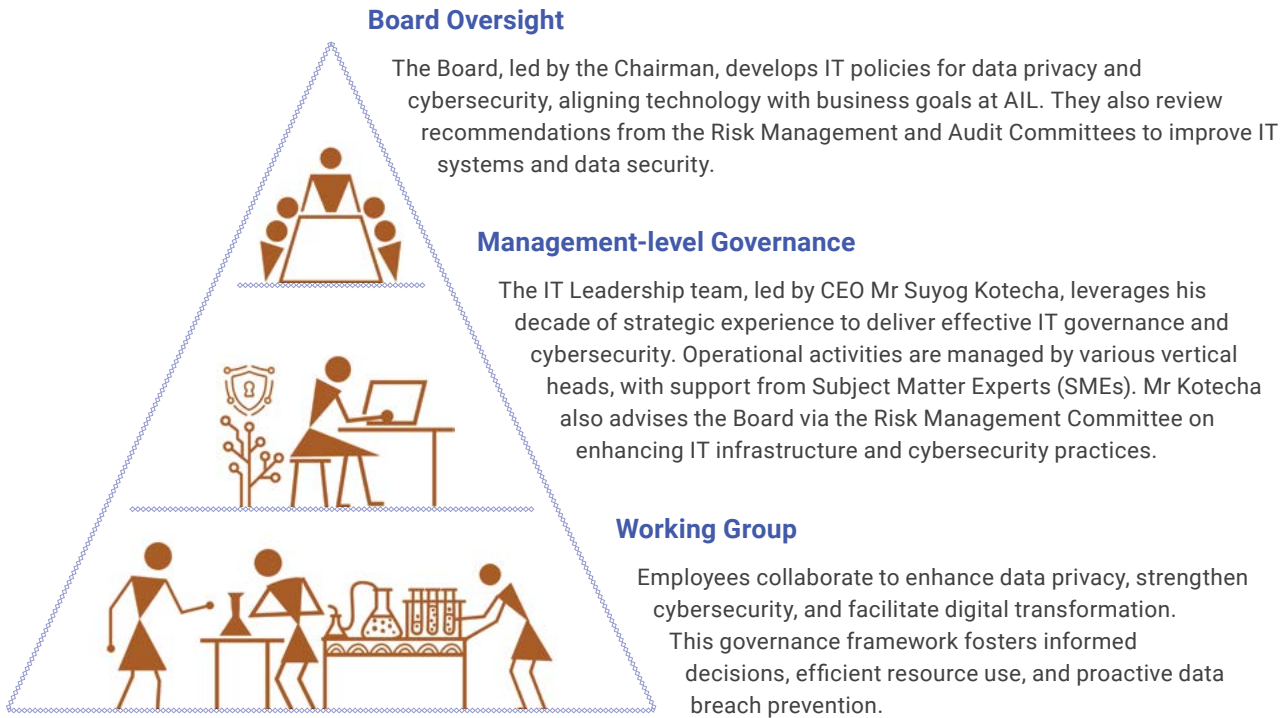 Board Oversight
The Board, led by the Chairman, develops IT policies for data privacy and
cybersecurity, aligning technology with business goals at AIL. They also review
recommendations from the Risk Management and Audit Committees to improve IT
systems and data security.
Management-level Governance
The IT Leadership team, led by CEO Mr Suyog Kotecha, leverages his
decade of strategic experience to deliver effective IT governance and
cybersecurity. Operational activities are managed by various vertical
heads, with support from Subject Matter Experts (SMEs). Mr Kotecha
also advises the Board via the Risk Management Committee on
enhancing IT infrastructure and cybersecurity practices.
Working Group
Employees collaborate to enhance data privacy, strengthen
cybersecurity, and facilitate digital transformation.
This governance framework fosters informed
decisions, efficient resource use, and proactive data
breach prevention.